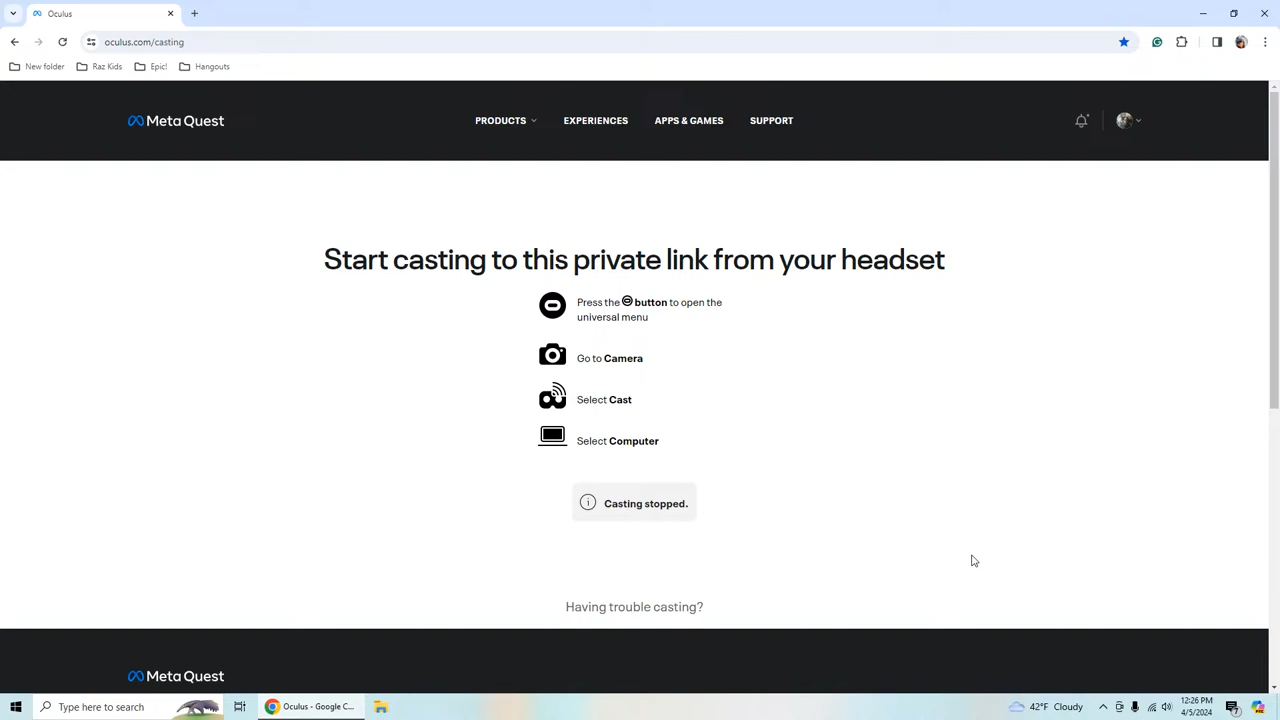 Oculus
oculus.com/casting
New folder
Raz Kids
Epic!
Hangouts
Meta Quest
PRODUCTS
EXPERIENCES
APPS & GAMES
SUPPORT
Start casting to this private link from your headset
Press the button to open the
universal menu
Go to Camera
Select Cast
Select Computer
Casting stopped.
Having trouble casting?
Meta Quest
Type here to search
Oculus - Google C...
42°F Cloudy
12:26 PM
4/5/2024